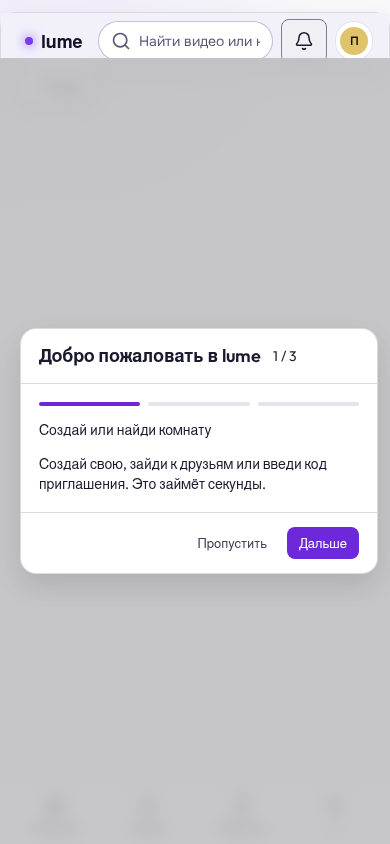 lume
Найти видео или к
П
Добро пожаловать в lume 1 / 3
Создай или найди комнату
Создай свою, зайди к друзьям или введи код
приглашения. Это займёт секунды.
Пропустить
Дальше